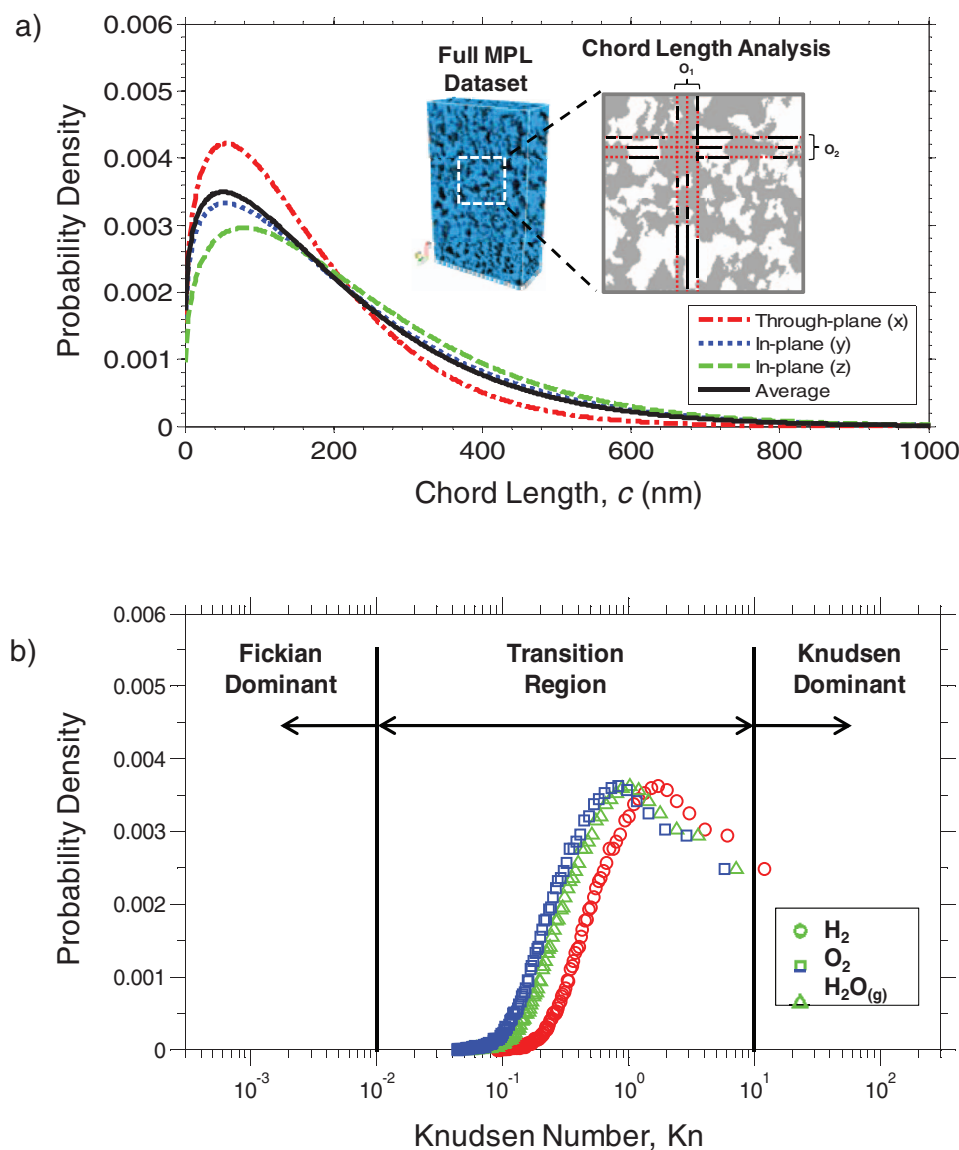 a)
0.006
0.005
0.004
0.003
0.002
0.001
0
Probability Density
Full MPL
Dataset
Chord Length Analysis
O1
O2
Through-plane (x)
In-plane (y)
In-plane (z)
Average
0 200 400 600 800 1000
Chord Length, c (nm)
b)
0.006
0.005
0.004
0.003
0.002
0.001
0
Probability Density
Fickian
Dominant
Transition
Region
Knudsen
Dominant
H2
O2
H2O(g)
10-3 10-2 10-1 100 101 102
Knudsen Number, Kn